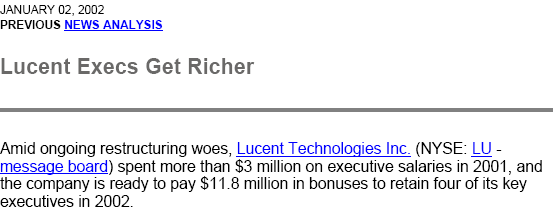 JANUARY 02, 2002
PREVIOUS NEWS ANALYSIS
Lucent Execs Get Richer
Amid ongoing restructuring woes, Lucent Technologies Inc. (NYSE: LU -
message board) spent more than $3 million on executive salaries in 2001, and
the company is ready to pay $11.8 million in bonuses to retain four of its key
executives in 2002.